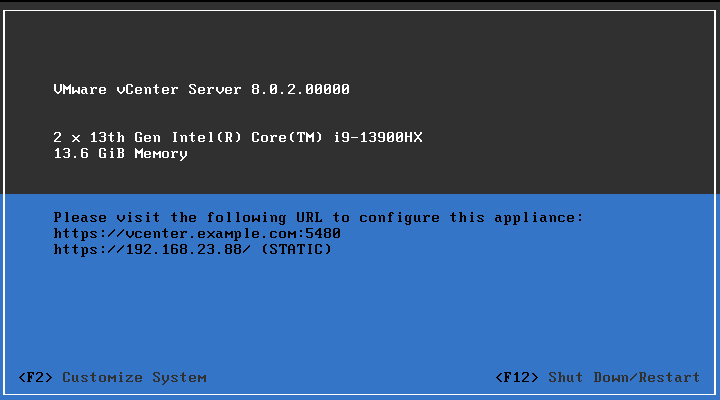 VMware vCenter Server 8.0.2.00000
2 x 13th Gen Intel(R) Core(TM) i9-13900HX
13.6 GiB Memory
Please visit the following URL to configure this appliance:
https://vcenter.example.com:5480
https://192.168.23.88/ (STATIC)
<F2> Customize System
<F12> Shut Down/Restart